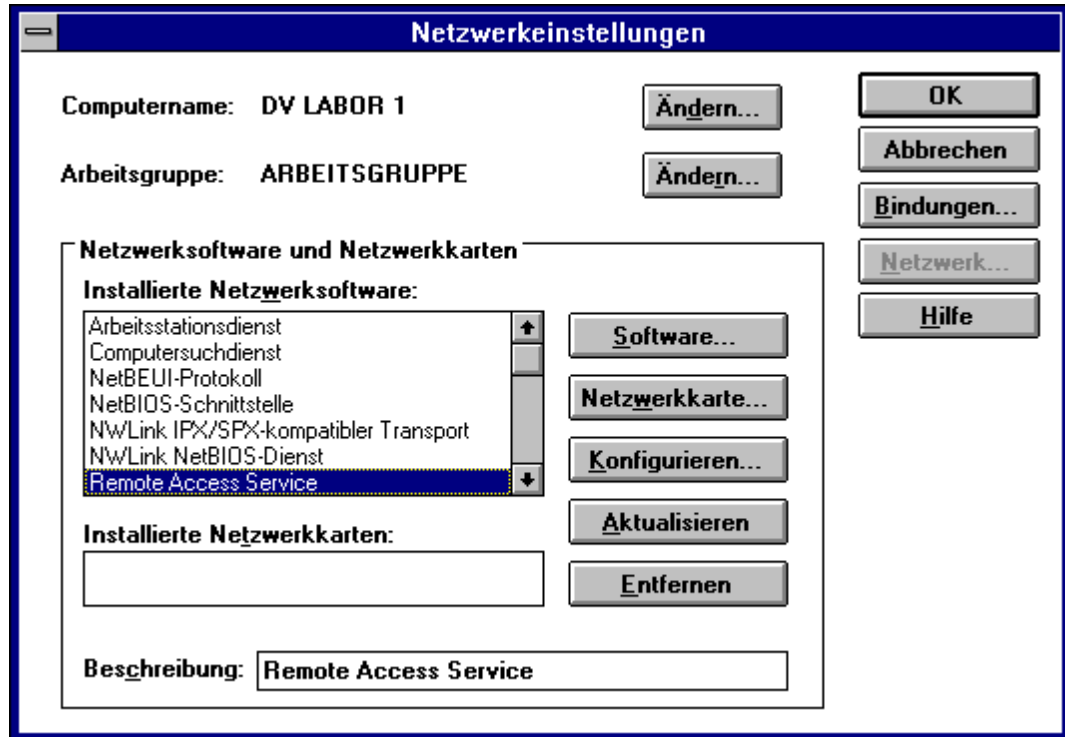 Netzwerkeinstellungen
Computername: DV LABOR 1
Ändern...
Arbeitsgruppe: ARBEITSGRUPPE
Ändern...
OK
Abbrechen
Bindungen...
Netzwerk...
Hilfe
Netzwerksoftware und Netzwerkkarten
Installierte Netzwerksoftware:
Arbeitsstationsdienst
Computersuchdienst
NetBEUI-Protokoll
NetBIOS-Schnittstelle
NWLink IPX/SPX-kompatibler Transport
NWLink NetBIOS-Dienst
Remote Access Service
Software...
Netzwerkkarte...
Konfigurieren...
Aktualisieren
Entfernen
Installierte Netzwerkkarten:
Beschreibung: Remote Access Service